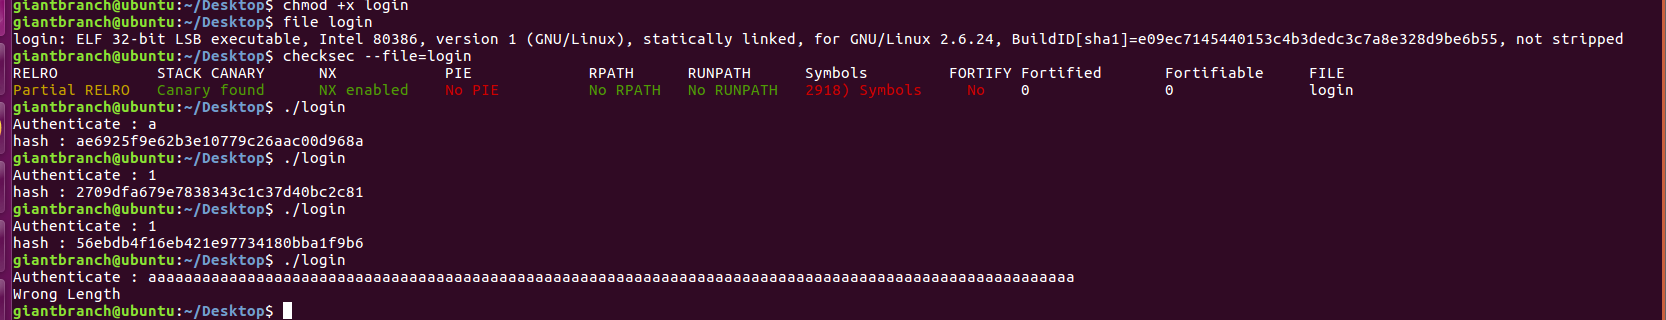 giantbranch@ubuntu:~/Desktop$ chmod +x login
giantbranch@ubuntu:~/Desktop$ file login
login: ELF 32-bit LSB executable, Intel 80386, version 1 (GNU/Linux), statically linked, for GNU/Linux 2.6.24, BuildID[sha1]=e09ec7145440153c4b3dedc3c7a8e328d9be6b55, not stripped
giantbranch@ubuntu:~/Desktop$ checksec --file=login
RELRO STACK CANARY NX PIE RPATH RUNPATH Symbols FORTIFY Fortified Fortifiable FILE
Partial RELRO Canary found NX enabled No PIE No RPATH No RUNPATH 2918) Symbols No 0 0 login
giantbranch@ubuntu:~/Desktop$ ./login
Authenticate : a
hash : ae6925f9e62b3e10779c26aac00d968a
giantbranch@ubuntu:~/Desktop$ ./login
Authenticate : 1
hash : 2709dfa679e7838343c1c37d40bc2c81
giantbranch@ubuntu:~/Desktop$ ./login
Authenticate : 1
hash : 56ebdb4f16eb421e97734180bba1f9b6
giantbranch@ubuntu:~/Desktop$ ./login
Authenticate : aaaaaaaaaaaaaaaaaaaaaaaaaaaaaaaaaaaaaaaaaaaaaaaaaaaaaaaaaaaaaaaaaaaaaaaaaaaaaaaaaaaaaaaaaaaaaaaaaaaaaaa
Wrong Length
giantbranch@ubuntu:~/Desktop$